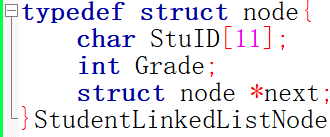 typedef struct node{
char StuID[11];
int Grade;
struct node *next;
}StudentLinkedListNode